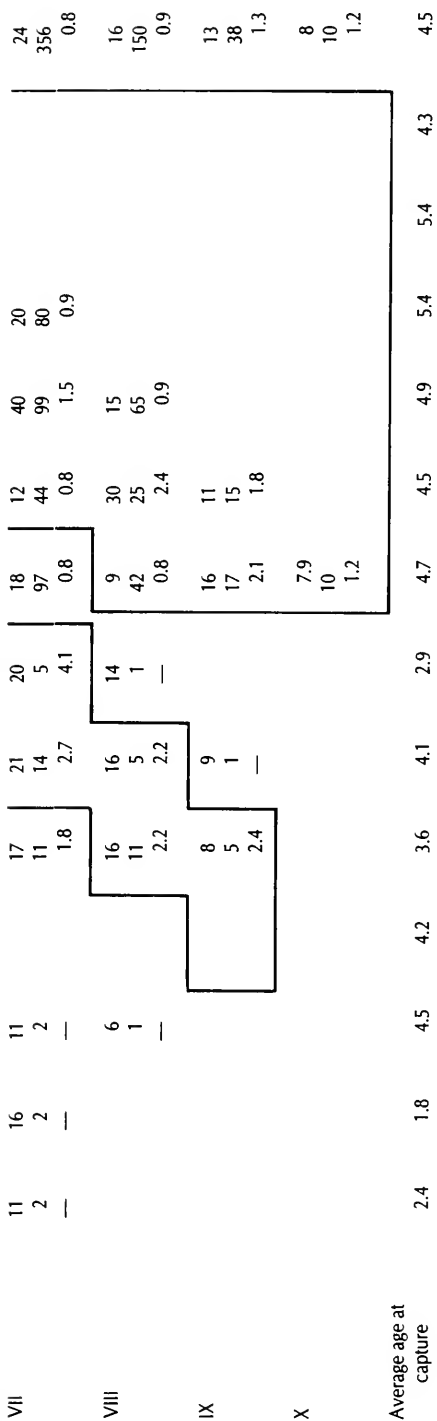 VII 11 16 11 17 21 20 18 12 40 20 24
2 2 2 11 14 5 97 44 99 80 356
— — — 1.8 2.7 4.1 0.8 0.8 1.5 0.9 0.8
VIII 6 16 16 14 9 30 15 16
1 11 5 1 42 25 65 150
— 2.2 2.2 — 0.8 2.4 0.9 0.9
IX 8 9 16 11 13
5 1 17 15 38
2.4 — 2.1 1.8 1.3
X 7.9 8
10 10
1.2 1.2
Average age at
capture 2.4 1.8 4.5 4.2 3.6 4.1 2.9 4.7 4.5 4.9 5.4 5.4 4.3 4.5